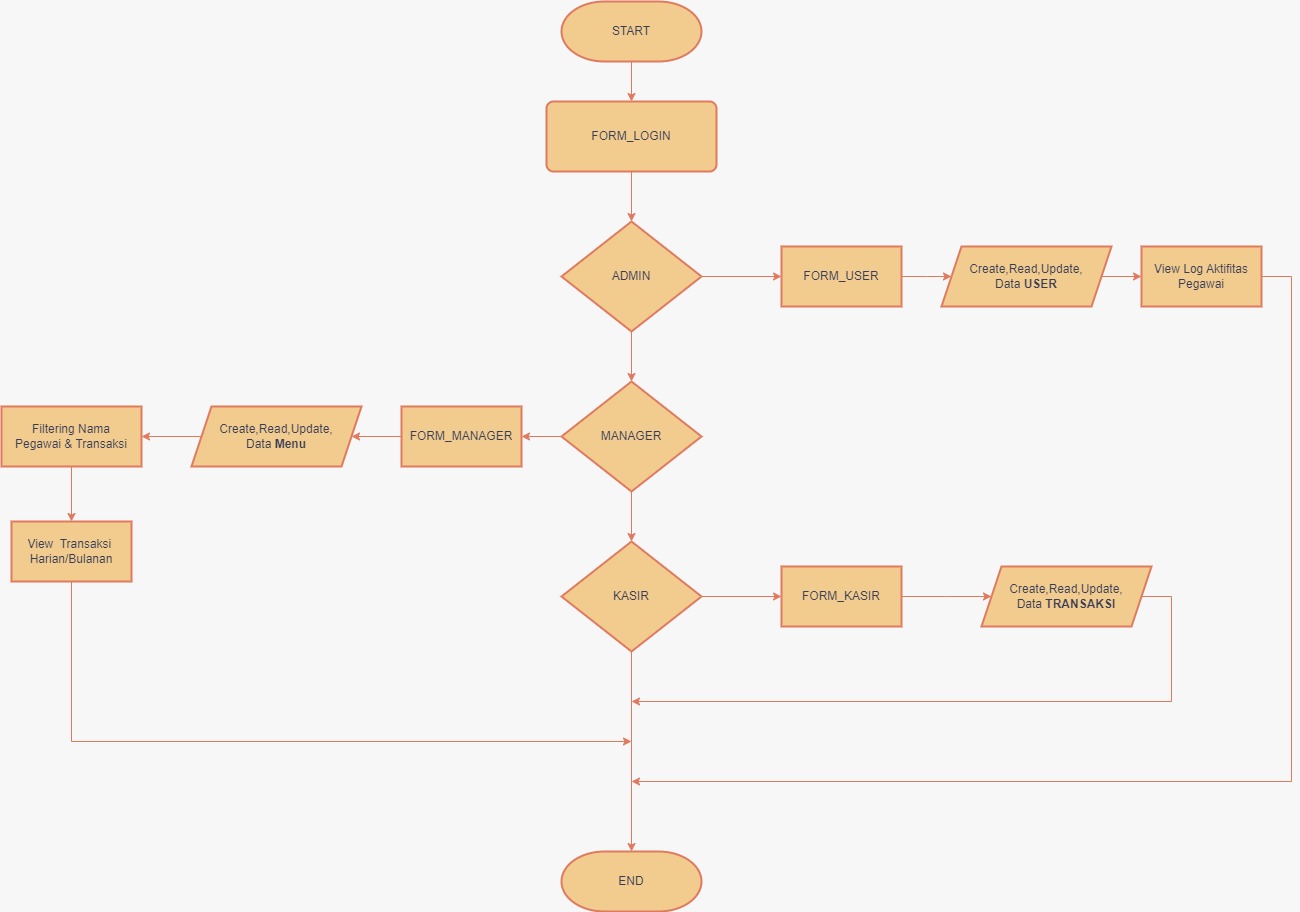 START
FORM_LOGIN
ADMIN
FORM_USER
Create,Read,Update,
Data USER
View Log Aktifitas
Pegawai
MANAGER
FORM_MANAGER
Create,Read,Update,
Data Menu
Filtering Nama
Pegawai & Transaksi
View Transaksi
Harian/Bulanan
KASIR
FORM_KASIR
Create,Read,Update,
Data TRANSAKSI
END